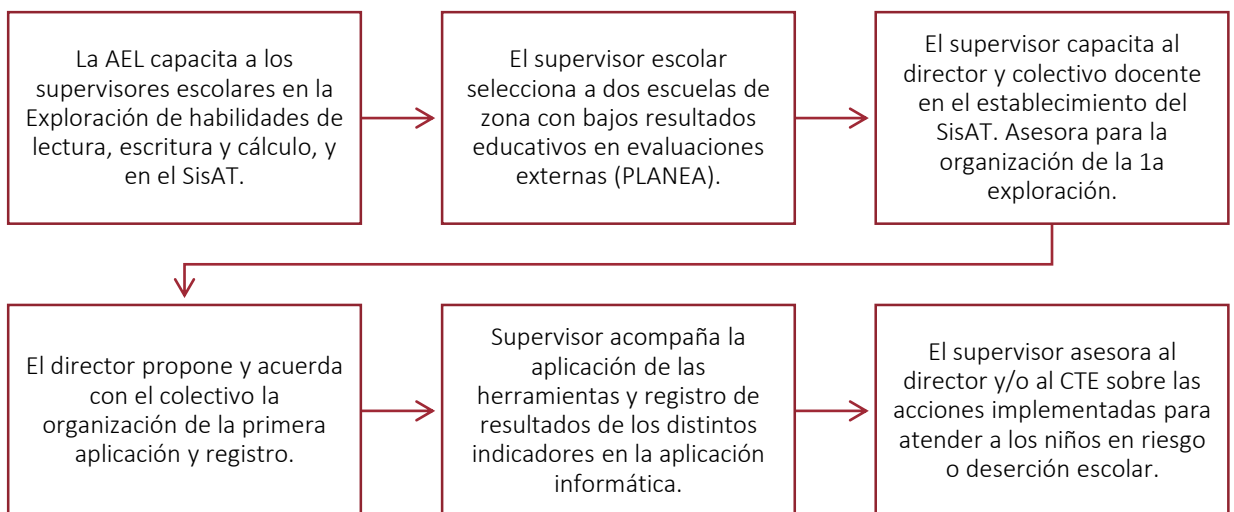 La AEL capacita a los
supervisores escolares en la
Exploración de habilidades de
lectura, escritura y cálculo, y
en el SisAT.
El supervisor escolar
selecciona a dos escuelas de
zona con bajos resultados
educativos en evaluaciones
externas (PLANEA).
El supervisor capacita al
director y colectivo docente
en el establecimiento del
SisAT. Asesora para la
organización de la 1a
exploración.
El director propone y acuerda
con el colectivo la
organización de la primera
aplicación y registro.
Supervisor acompaña la
aplicación de las
herramientas y registro de
resultados de los distintos
indicadores en la aplicación
informática.
El supervisor asesora al
director y/o al CTE sobre las
acciones implementadas para
atender a los niños en riesgo
o deserción escolar.